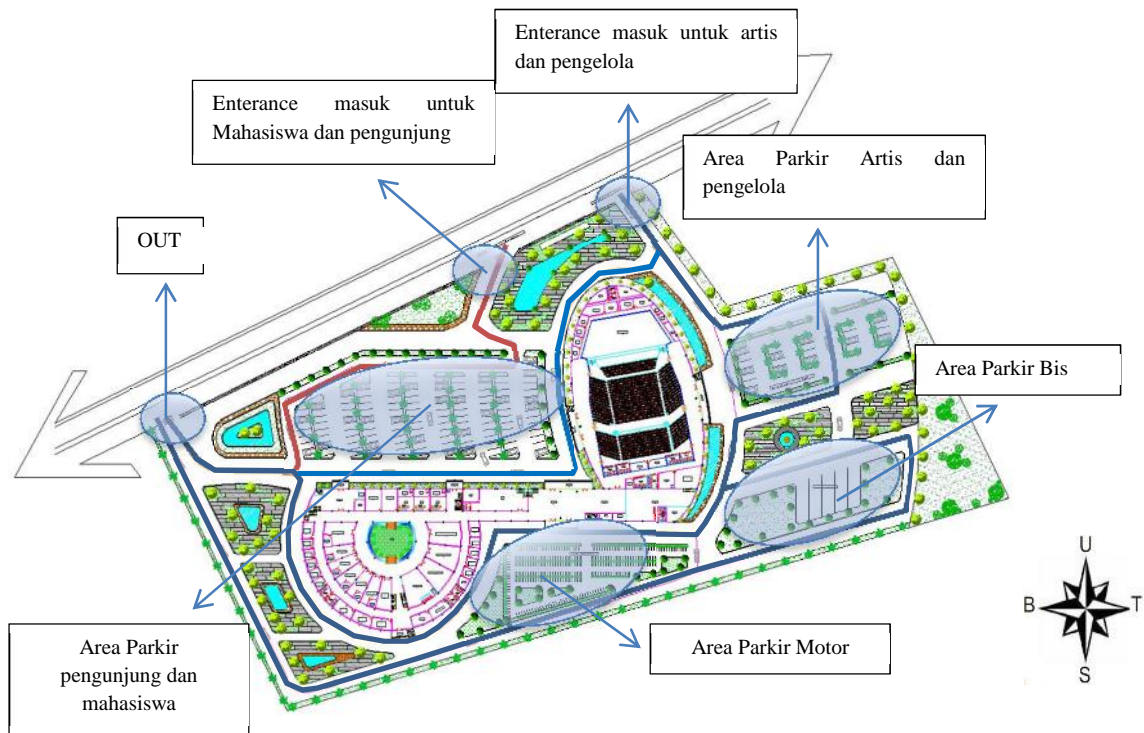 Enterance masuk untuk artis
dan pengelola
Enterance masuk untuk
Mahasiswa dan pengunjung
Area Parkir Artis dan
pengelola
OUT
Area Parkir Bis
U
B
T
S
Area Parkir
pengunjung dan
mahasiswa
Area Parkir Motor